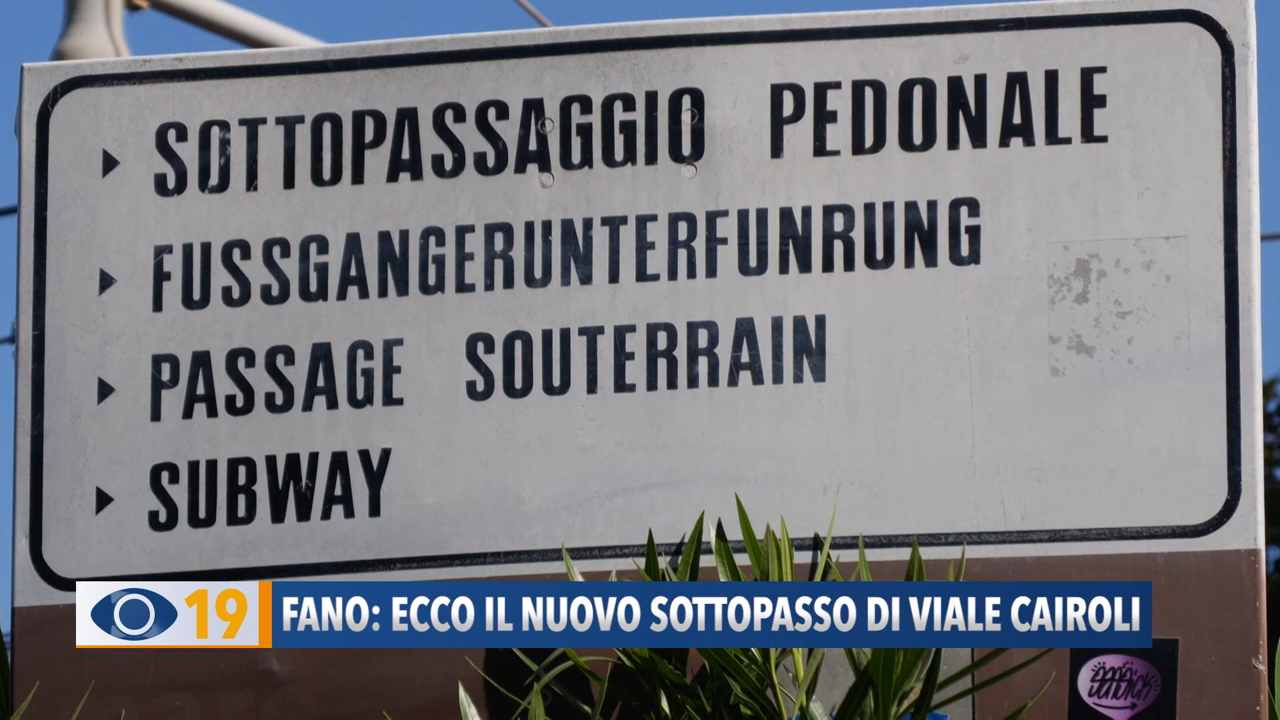 SOTTOPASSAGGIO PEDONALE
FUSSGANGERUNTERFUNRUNG
PASSAGE SOUTERRAIN
SUBWAY
19 FANO: ECCO IL NUOVO SOTTOPASSO DI VIALE CAIROLI